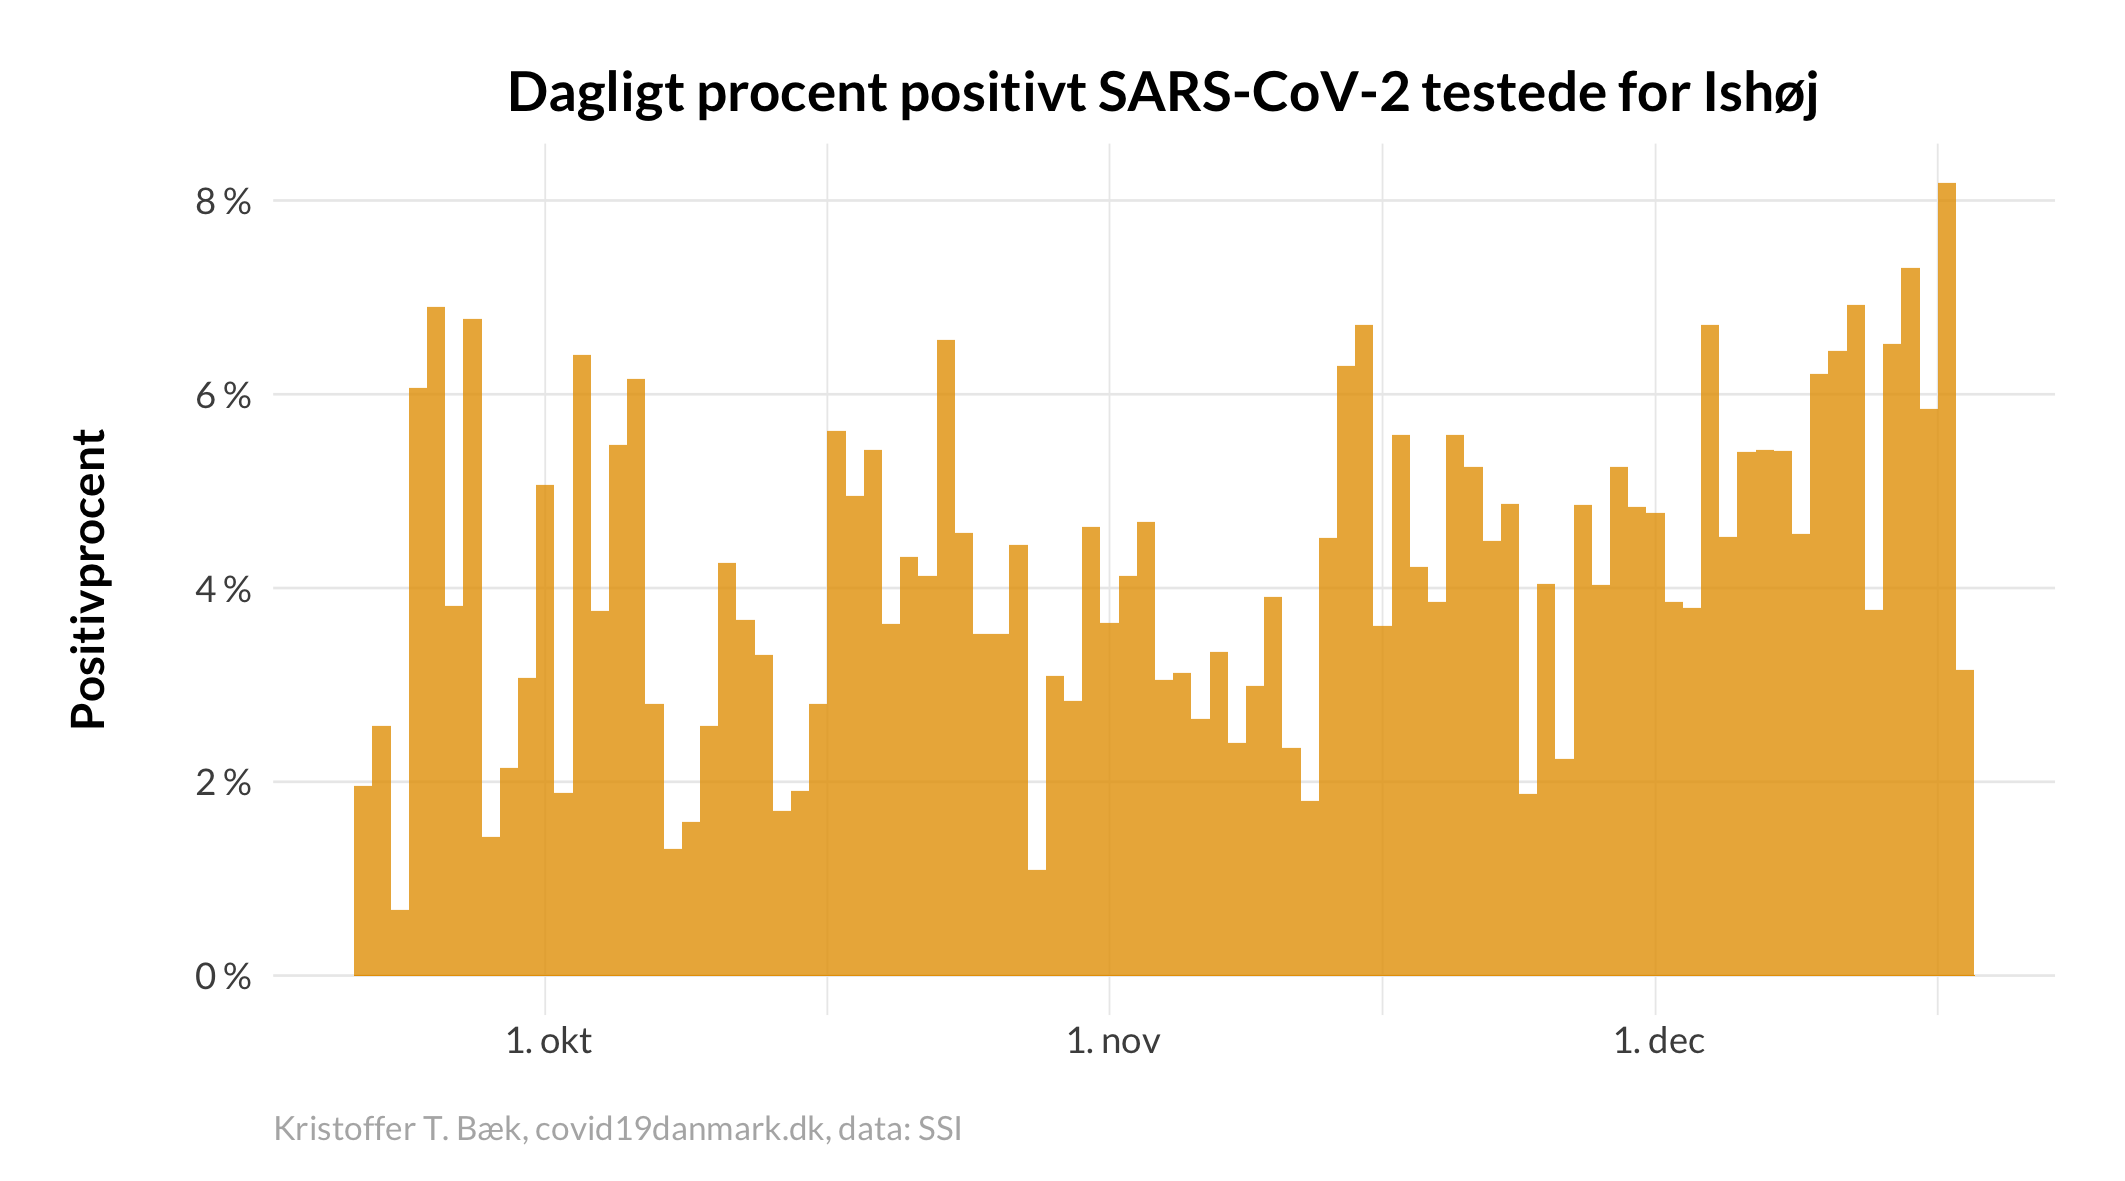 Dagligt procent positivt SARS-CoV-2 testede for Ishøj
Positivprocent
8 %
6 %
4 %
2 %
0 %
1. okt
1. nov
1. dec
Kristoffer T. Bæk, covid19danmark.dk, data: SSI